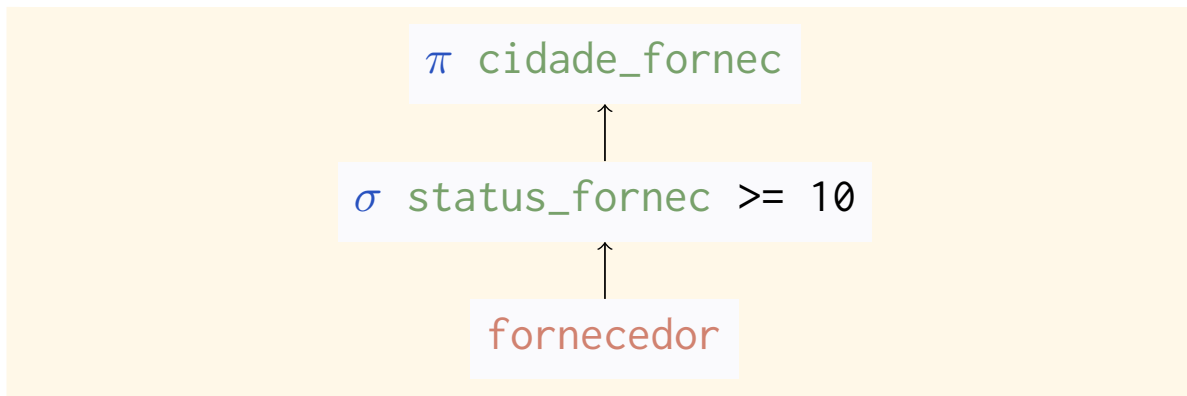 π cidade_fornec
σ status_fornec >= 10
fornecedor